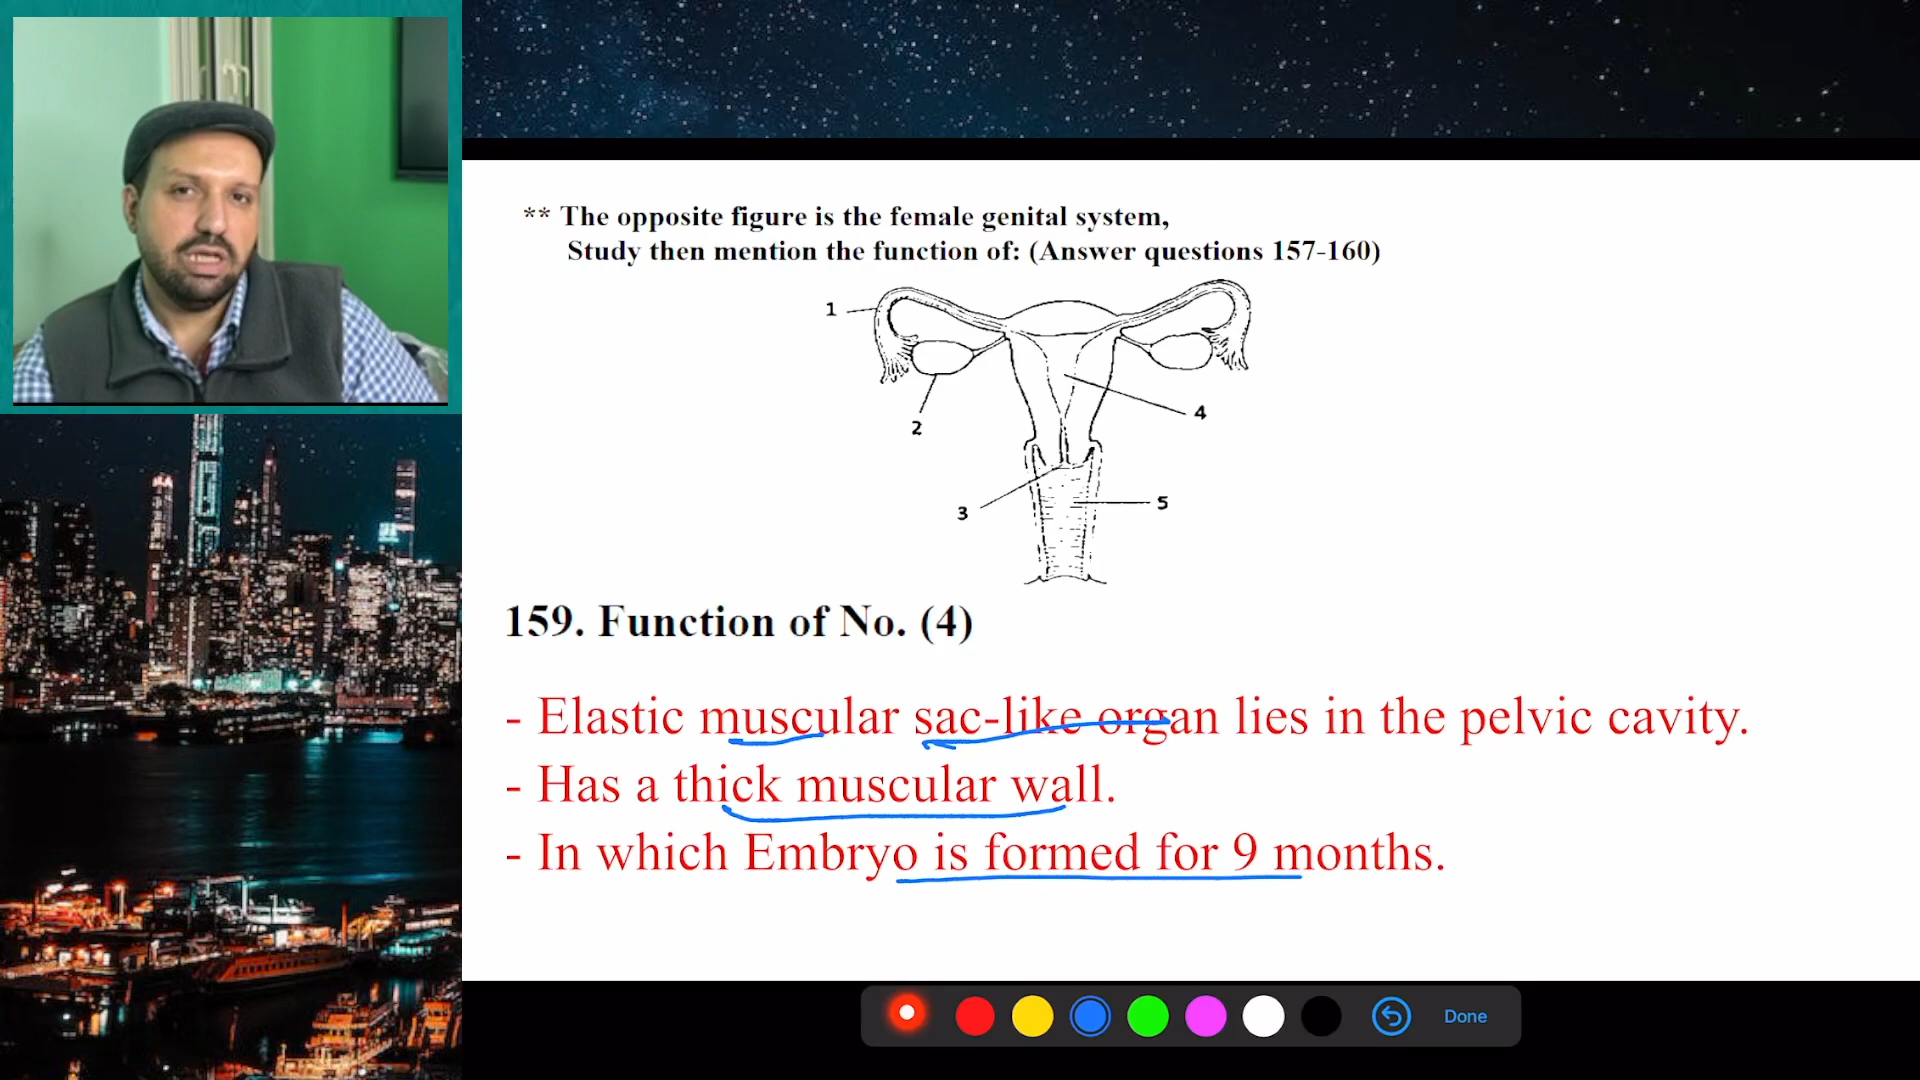 ** The opposite figure is the female genital system,
Study then mention the function of: (Answer questions 157-160)
1
2
4
3
5
159. Function of No. (4)
- Elastic muscular sac-like organ lies in the pelvic cavity.
- Has a thick muscular wall.
- In which Embryo is formed for 9 months.
Done